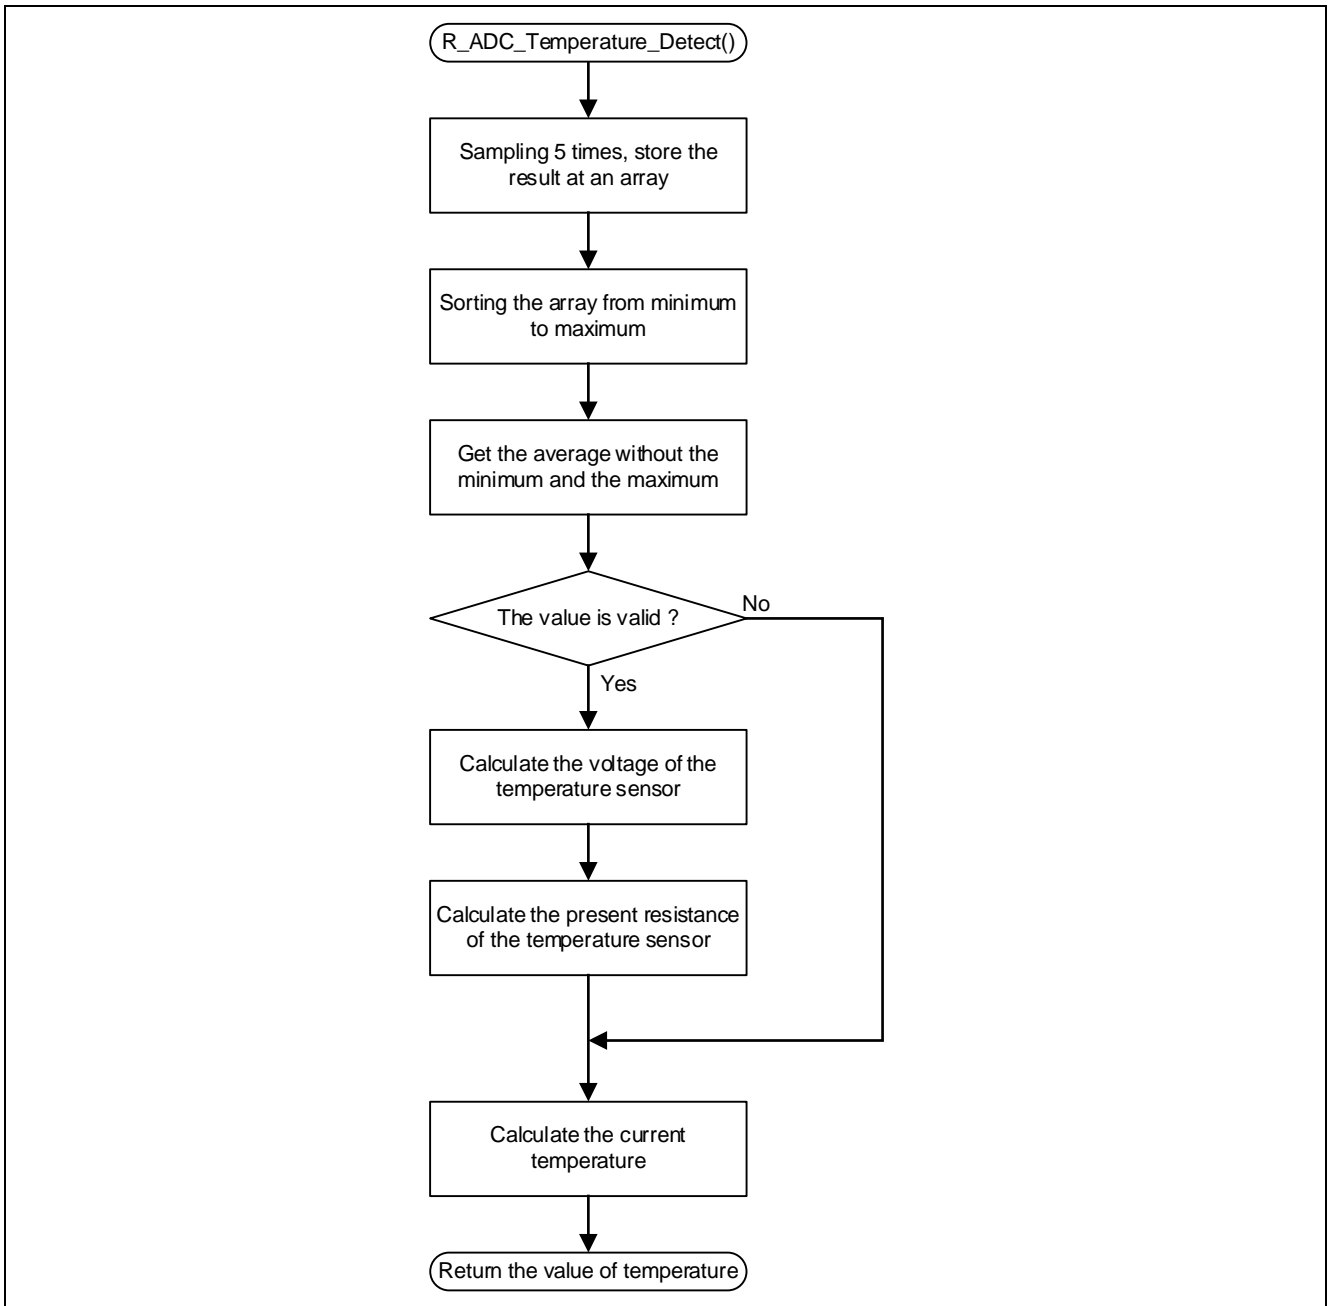 R_ADC_Temperature_Detect()
Sampling 5 times, store the
result at an array
Sorting the array from minimum
to maximum
Get the average without the
minimum and the maximum
The value is valid ?
No
Yes
Calculate the voltage of the
temperature sensor
Calculate the present resistance
of the temperature sensor
Calculate the current
temperature
Return the value of temperature